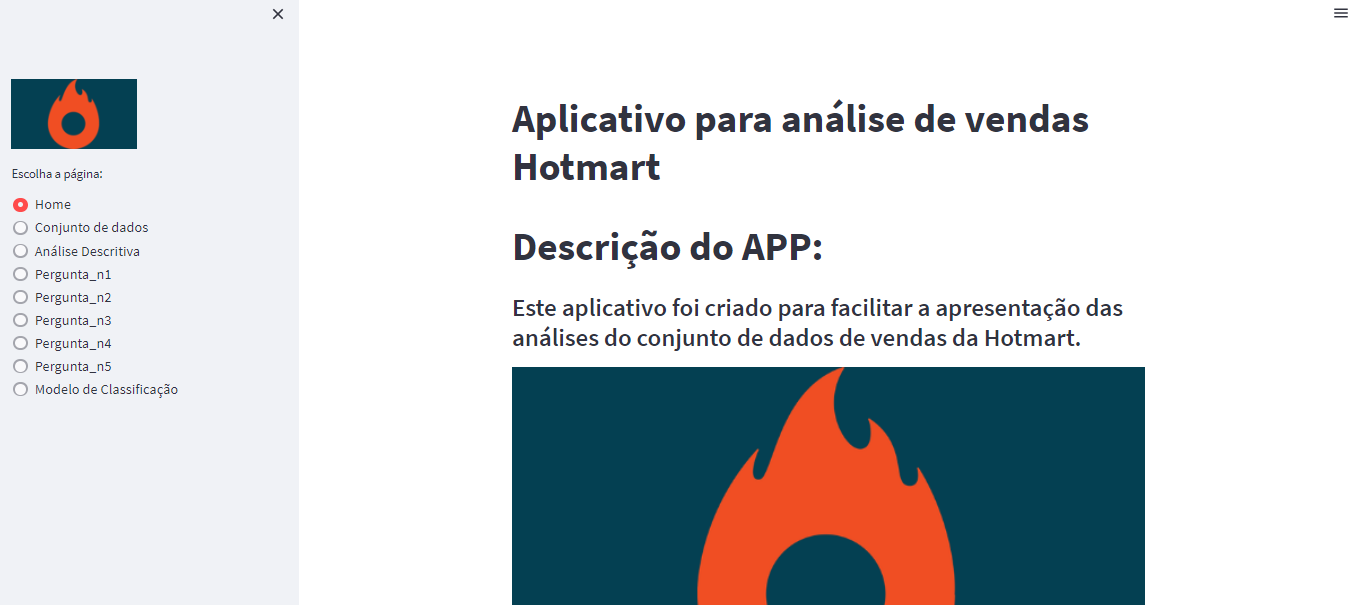 Escolha a página:
Home
Conjunto de dados
Análise Descritiva
Pergunta_n1
Pergunta_n2
Pergunta_n3
Pergunta_n4
Pergunta_n5
Modelo de Classificação
Aplicativo para análise de vendas
Hotmart
Descrição do APP:
Este aplicativo foi criado para facilitar a apresentação das
análises do conjunto de dados de vendas da Hotmart.